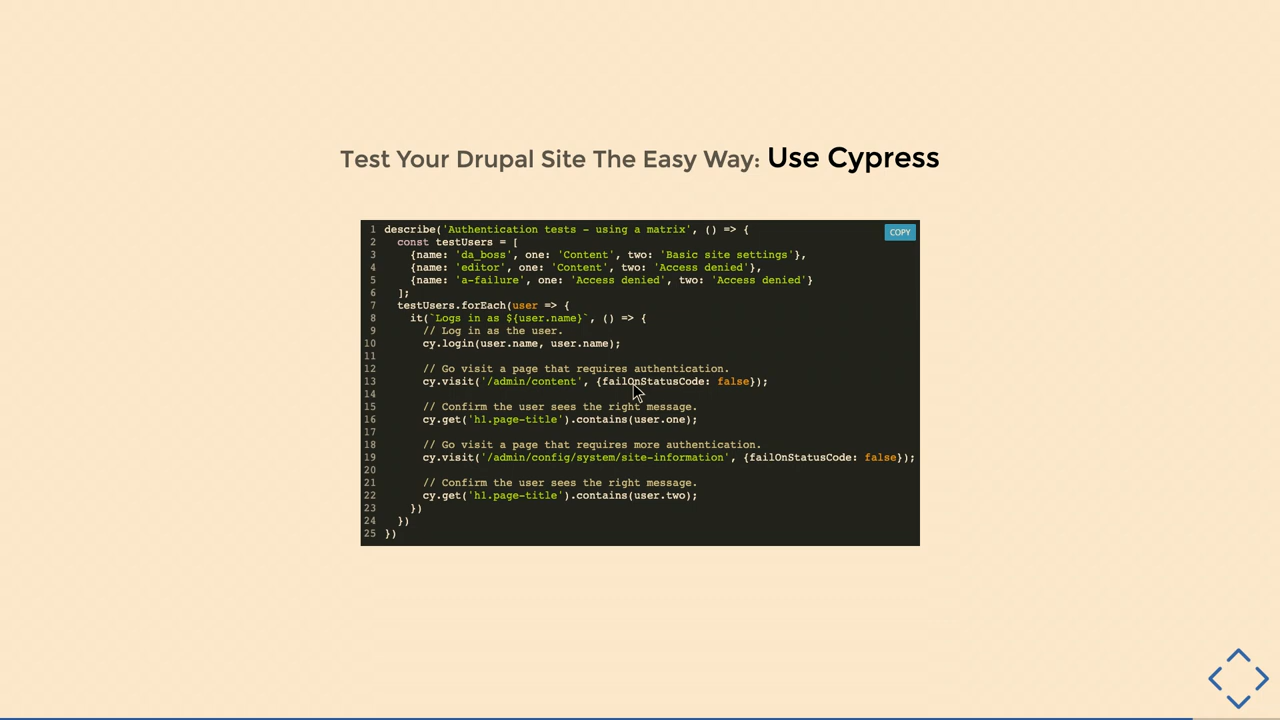 Test Your Drupal Site The Easy Way: Use Cypress
COPY
1 describe('Authentication tests - using a matrix', () => {
2   const testUsers = [
3     {name: 'da_boss', one: 'Content', two: 'Basic site settings'},
4     {name: 'editor', one: 'Content', two: 'Access denied'},
5     {name: 'a-failure', one: 'Access denied', two: 'Access denied'}
6   ];
7   testUsers.forEach(user => {
8     it(`Logs in as ${user.name}`, () => {
9       // Log in as the user.
10       cy.login(user.name, user.name);
11
12       // Go visit a page that requires authentication.
13       cy.visit('/admin/content', {failOnStatusCode: false});
14
15       // Confirm the user sees the right message.
16       cy.get('h1.page-title').contains(user.one);
17
18       // Go visit a page that requires more authentication.
19       cy.visit('/admin/config/system/site-information', {failOnStatusCode: false});
20
21       // Confirm the user sees the right message.
22       cy.get('h1.page-title').contains(user.two);
23     })
24   })
25 })